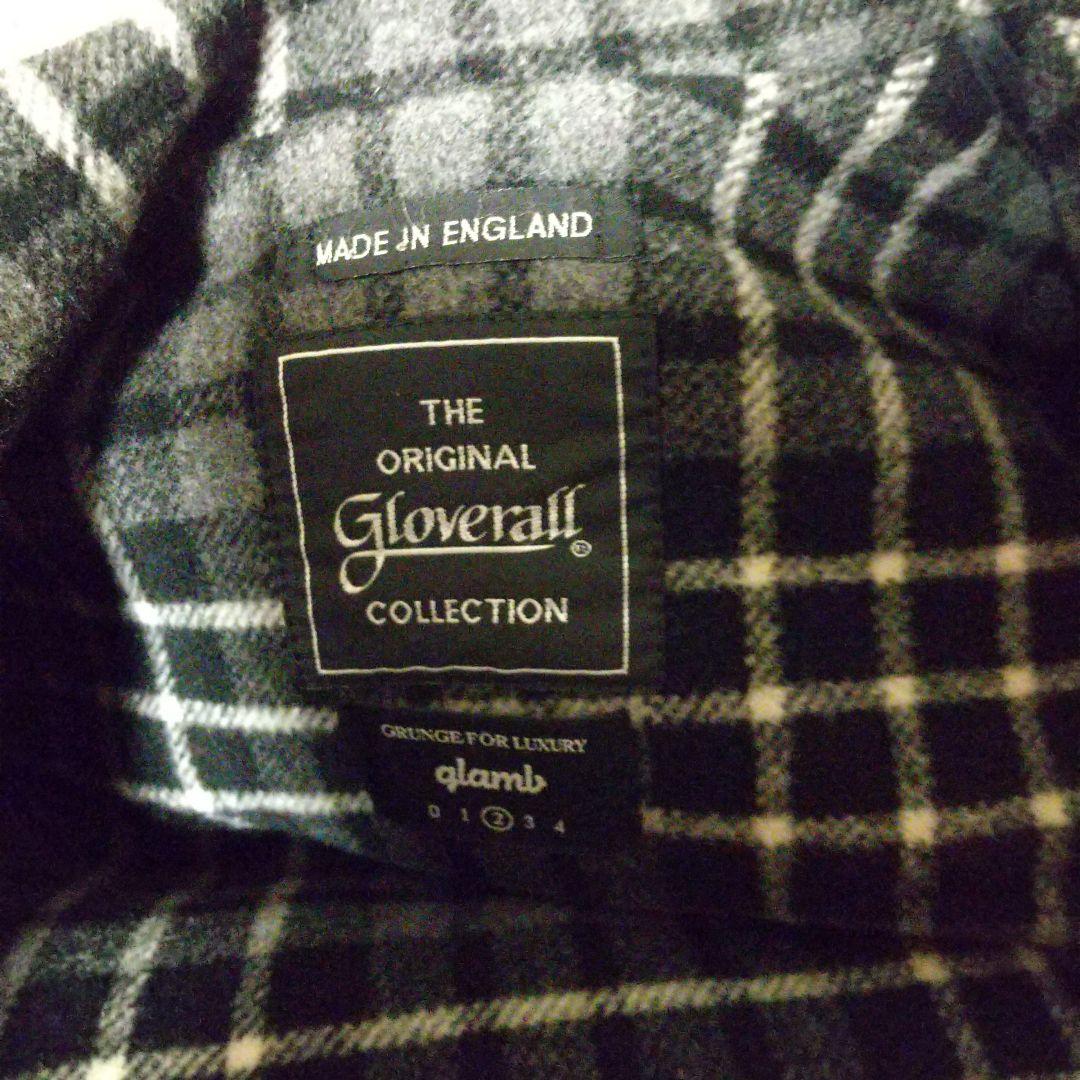 MADE IN ENGLAND
THE
ORIGINAL
Gloverall®
COLLECTION
GRUNGE FOR LUXURY
glamb
0 1 2 3 4